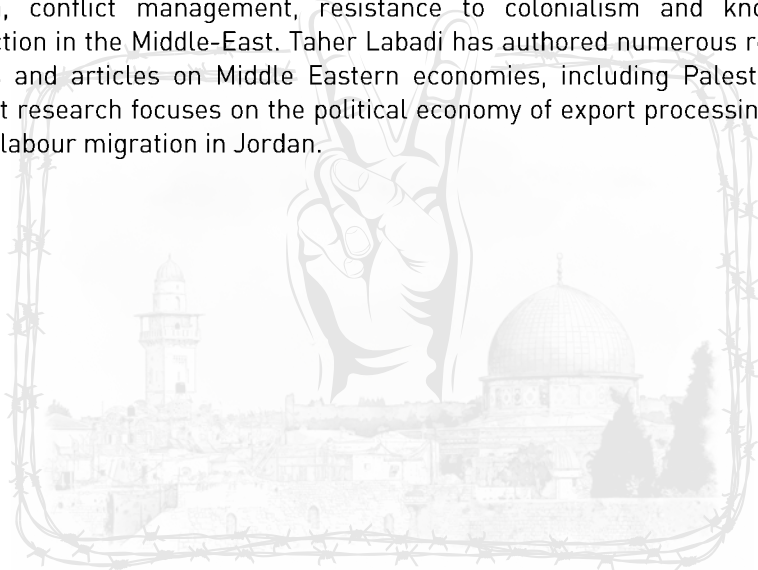 conflict management, resistance to colonialism and
in the Middle-East. Taher Labadi has authored numerous
and articles on Middle Eastern economies, including
research focuses on the political economy of export
labour migration in Jordan.